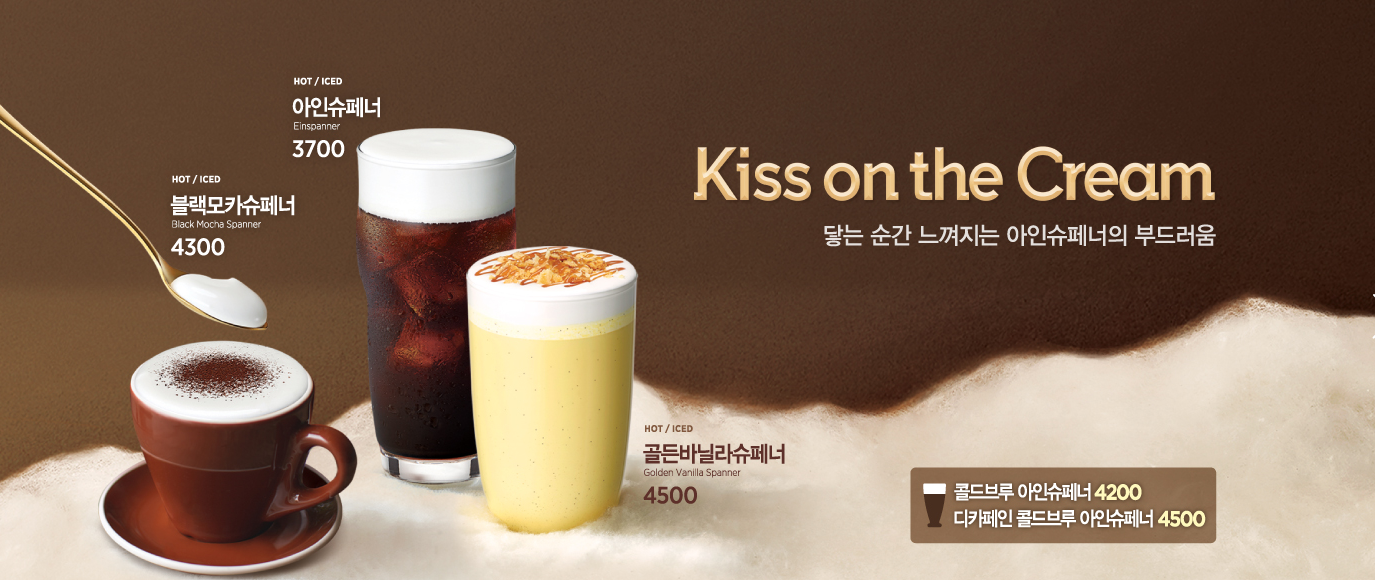 HOT / ICED
아인슈페너
Einspanner
3700
HOT / ICED
블랙모카슈페너
Black Mocha Spanner
4300
Kiss on the Cream
닿는 순간 느껴지는 아인슈페너의 부드러움
HOT / ICED
골든바닐라슈페너
Golden Vanilla Spanner
4500
콜드브루 아인슈페너 4200
디카페인 콜드브루 아인슈페너 4500